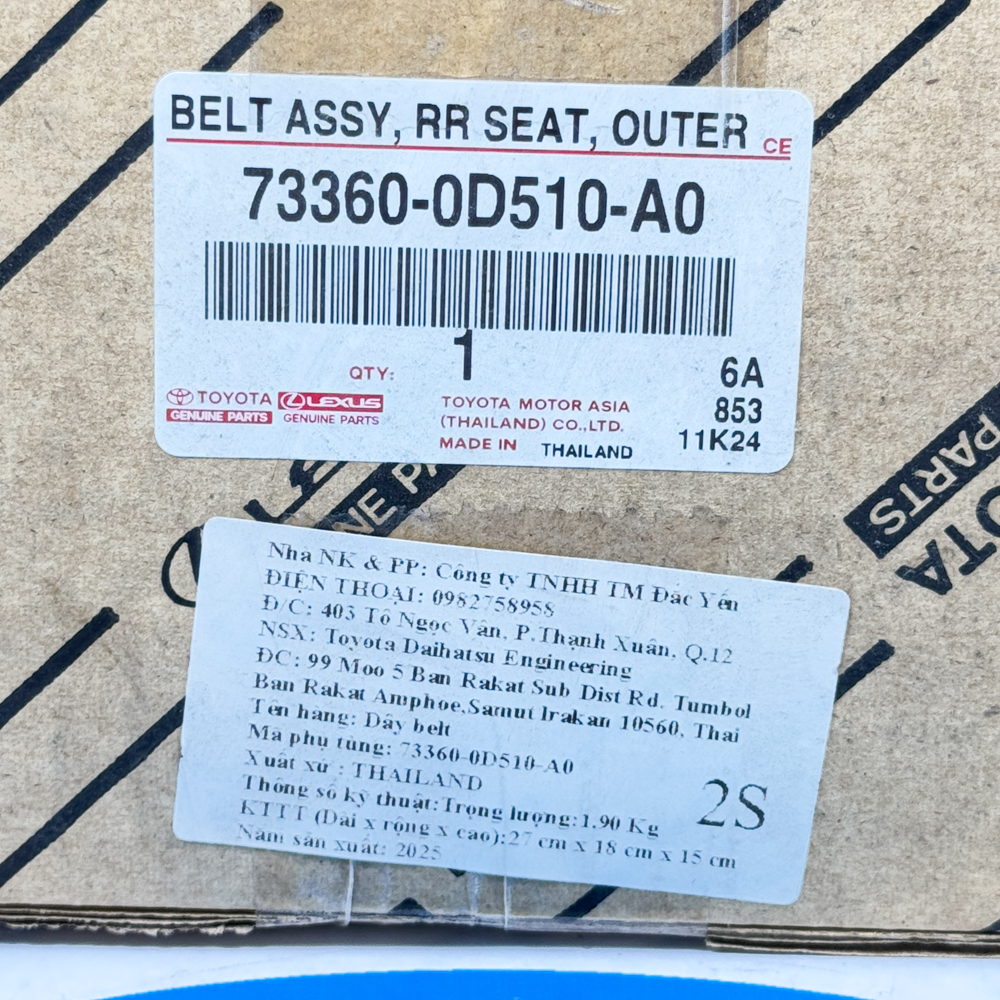 BELT ASSY, RR SEAT, OUTER CE
73360-0D510-A0
1
QTY:
6A
853
11K24
TOYOTA
GENUINE PARTS
LEXUS
GENUINE PARTS
TOYOTA MOTOR ASIA
(THAILAND) CO.,LTD.
MADE IN THAILAND
NE PA
PARTS
OTA
Nha NK & PP: Công ty TNHH TM Đắc Yến
ĐIỆN THOẠI: 0982758958
Đ/C: 403 Tô Ngọc Vân, P.Thạnh Xuân, Q.12
NSX: Toyota Daihatsu Engineering
ĐC: 99 Moo 5 Ban Rakat Sub Dist Rd. Tumbol
Ban Rakat Amphoe,Samut Irakan 10560, Thai
Tên hàng: Dây belt
Mã phụ tùng: 73360-0D510-A0
Xuất xứ : THAILAND
Thông số kỹ thuật:Trọng lượng:1.90 Kg
KTTT (Dài x rộng x cao):27 cm x 18 cm x 15 cm
Năm sản xuất: 2025
2S